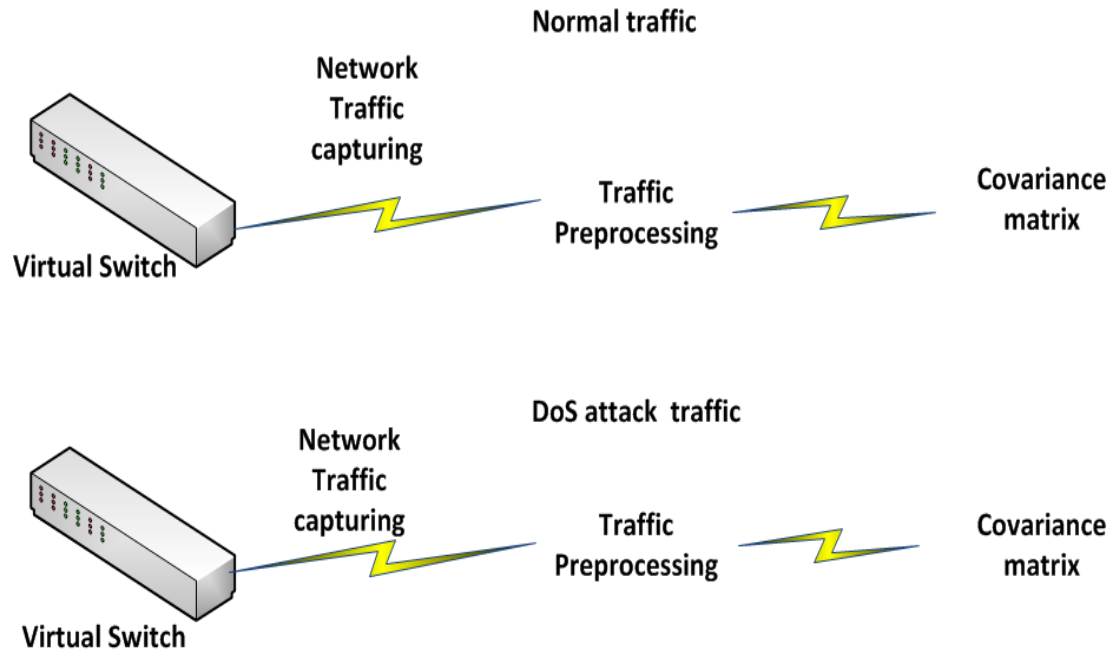 Normal traffic
Network
Traffic
capturing
Traffic
Preprocessing
Covariance
matrix
Virtual Switch
DoS attack  traffic
Network
Traffic
capturing
Traffic
Preprocessing
Covariance
matrix
Virtual Switch